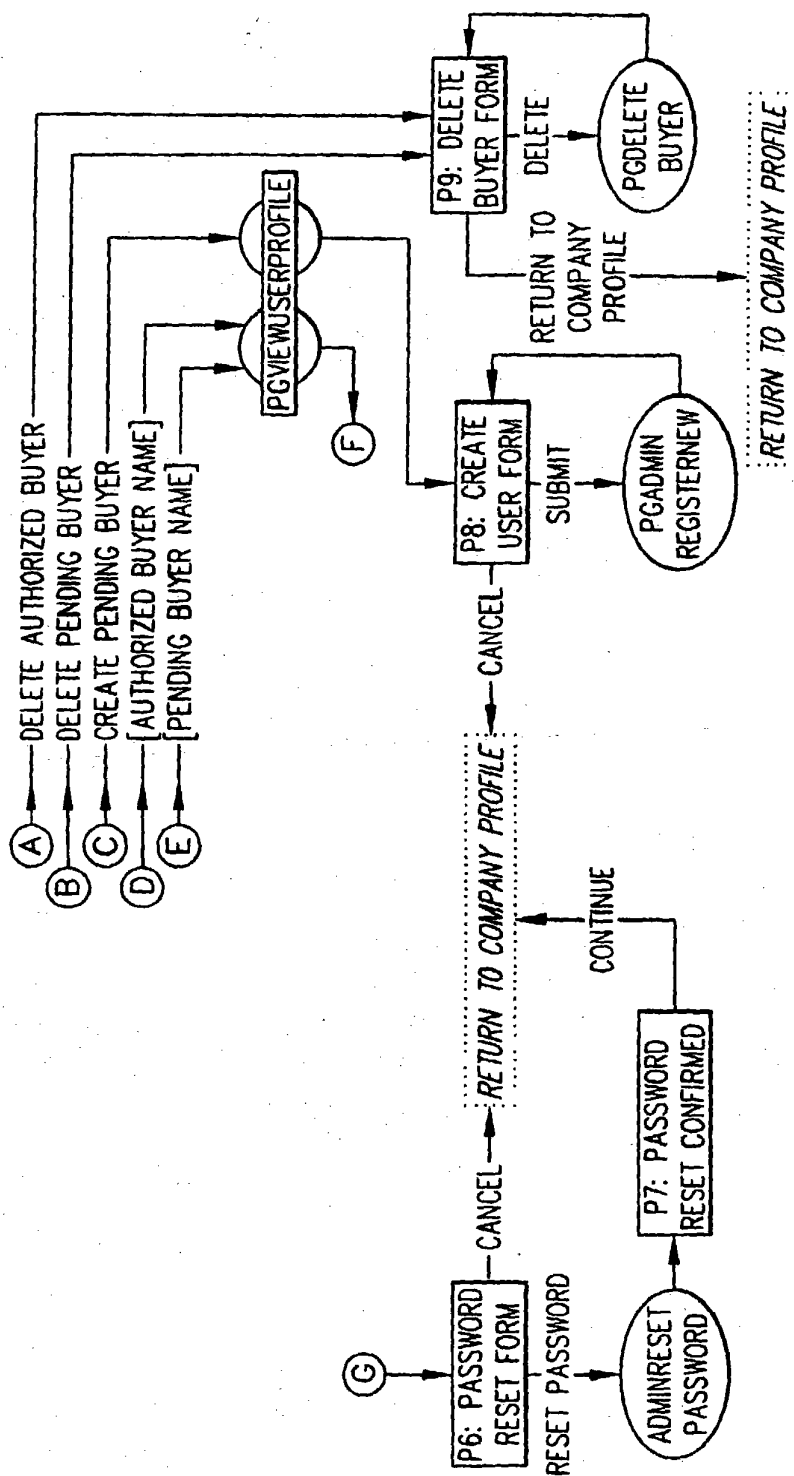 A
DELETE AUTHORIZED BUYER
B
DELETE PENDING BUYER
C
CREATE PENDING BUYER
D
[AUTHORIZED BUYER NAME]
E
[PENDING BUYER NAME]
PGVIEWUSERPROFILE
F
G
P6: PASSWORD
RESET FORM
CANCEL
RETURN TO COMPANY PROFILE
CANCEL
P8: CREATE
USER FORM
P9: DELETE
BUYER FORM
RESET PASSWORD
SUBMIT
RETURN TO
COMPANY
PROFILE
DELETE
CONTINUE
ADMINRESET
PASSWORD
P7: PASSWORD
RESET CONFIRMED
PGADMIN
REGISTERNEW
PGDELETE
BUYER
RETURN TO COMPANY PROFILE